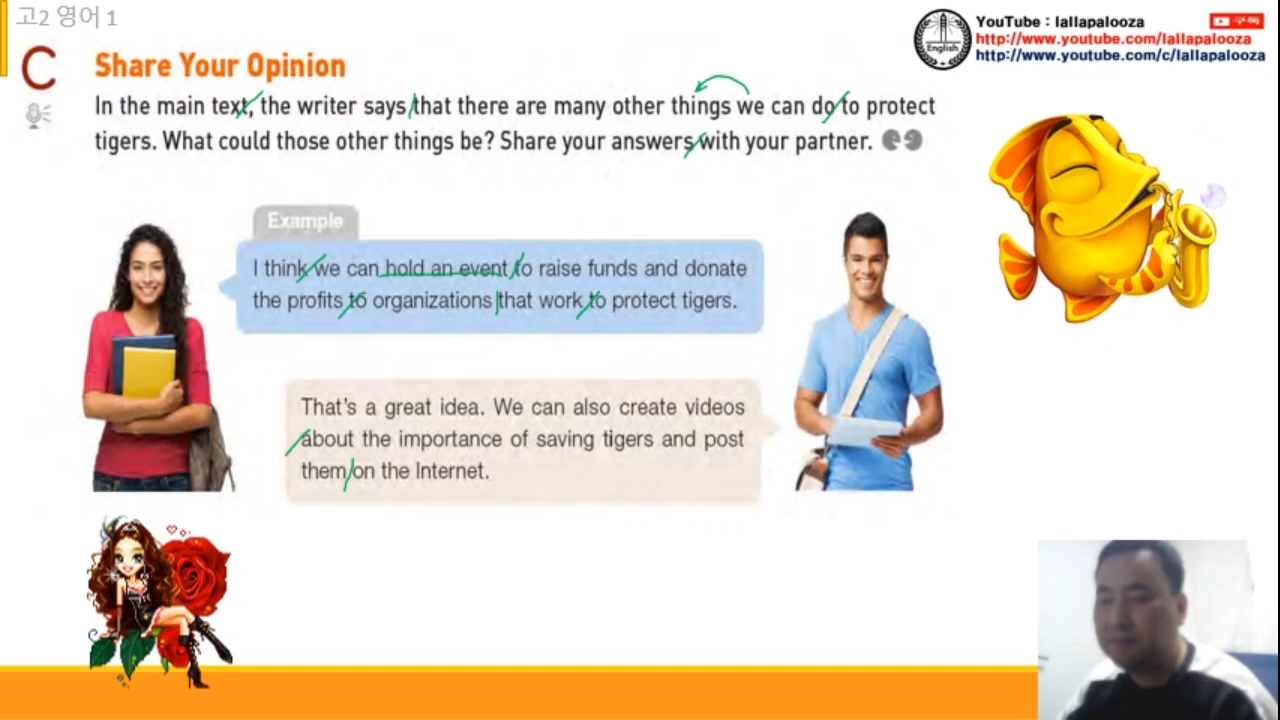 고2 영어 1
YouTube : lallapalooza
구독
http://www.youtube.com/lallapalooza
http://www.youtube.com/c/lallapalooza
English
C
Share Your Opinion
In the main text, the writer says that there are many other things we can do to protect
tigers. What could those other things be? Share your answers with your partner.
Example
I think we can hold an event to raise funds and donate
the profits to organizations that work to protect tigers.
That's a great idea. We can also create videos
about the importance of saving tigers and post
them on the Internet.